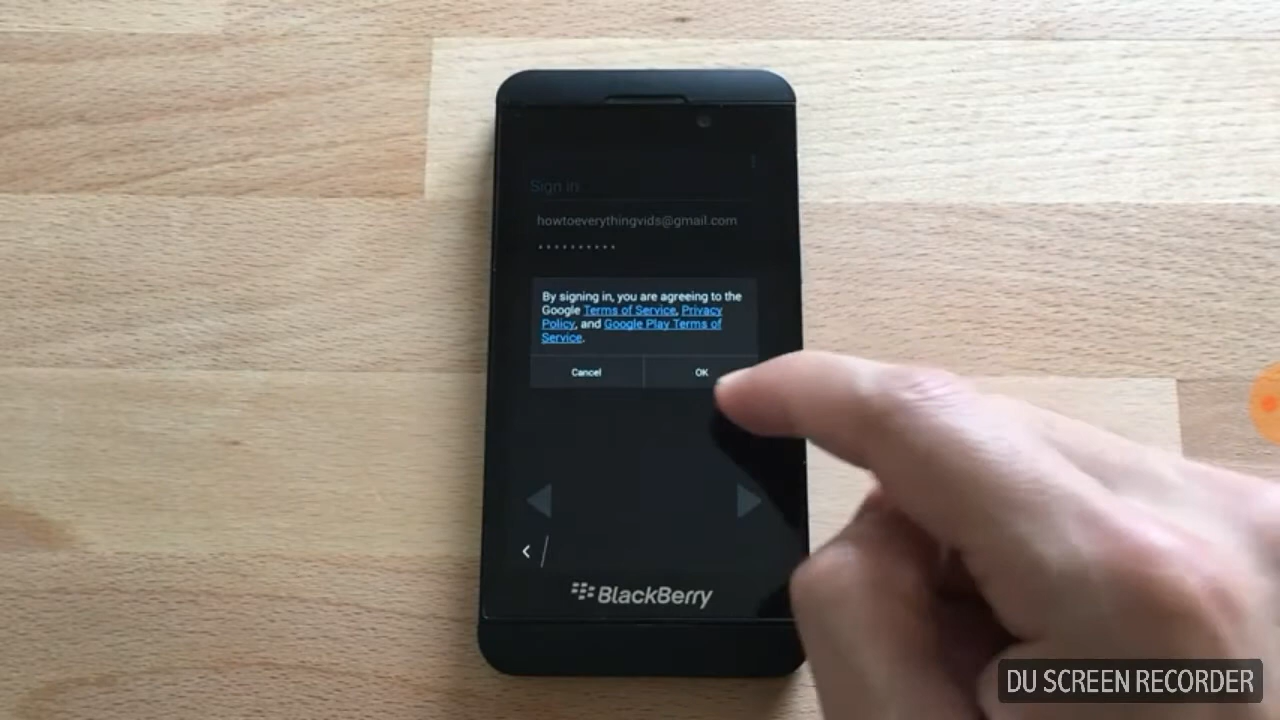 Sign in
howtoeverythingvids@gmail.com
By signing in, you are agreeing to the
Google Terms of Service, Privacy
Policy, and Google Play Terms of
Service.
Cancel OK
BlackBerry
DU SCREEN RECORDER